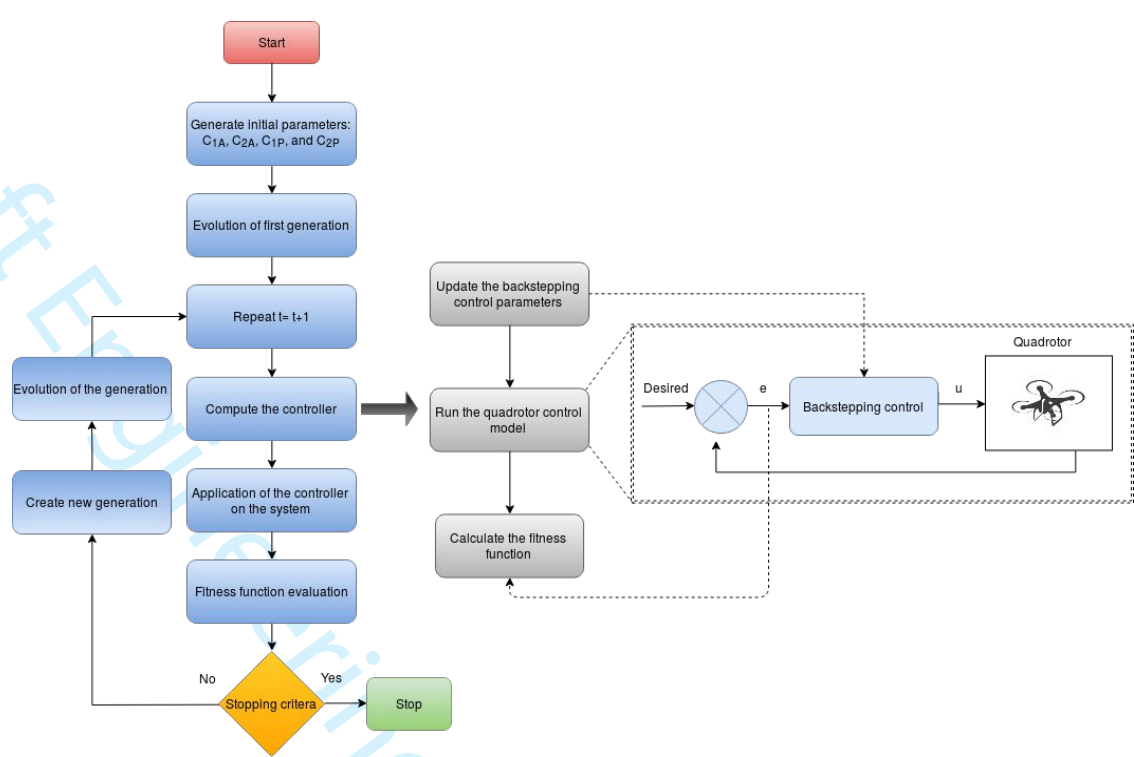 Start
Generate initial parameters:
C1A, C2A, C1P, and C2P
Evolution of first generation
Repeat t= t+1
Evolution of the generation
Compute the controller
Create new generation
Application of the controller
on the system
Fitness function evaluation
No
Yes
Stopping critera
Stop
Update the backstepping
control parameters
Run the quadrotor control
model
Calculate the fitness
function
Quadrotor
Desired
e
Backstepping control
u
ft Engineering